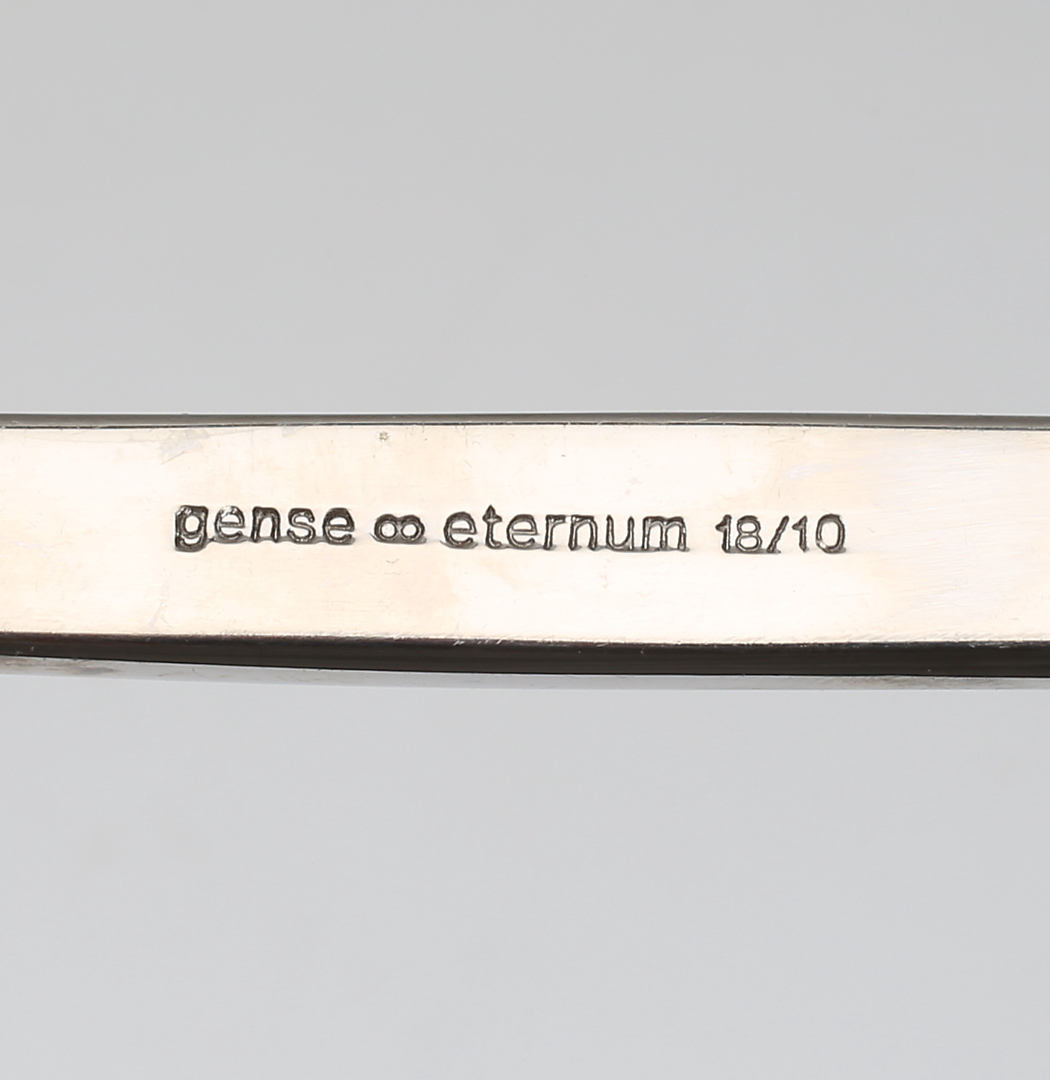 gense ∞ eternum 18/10